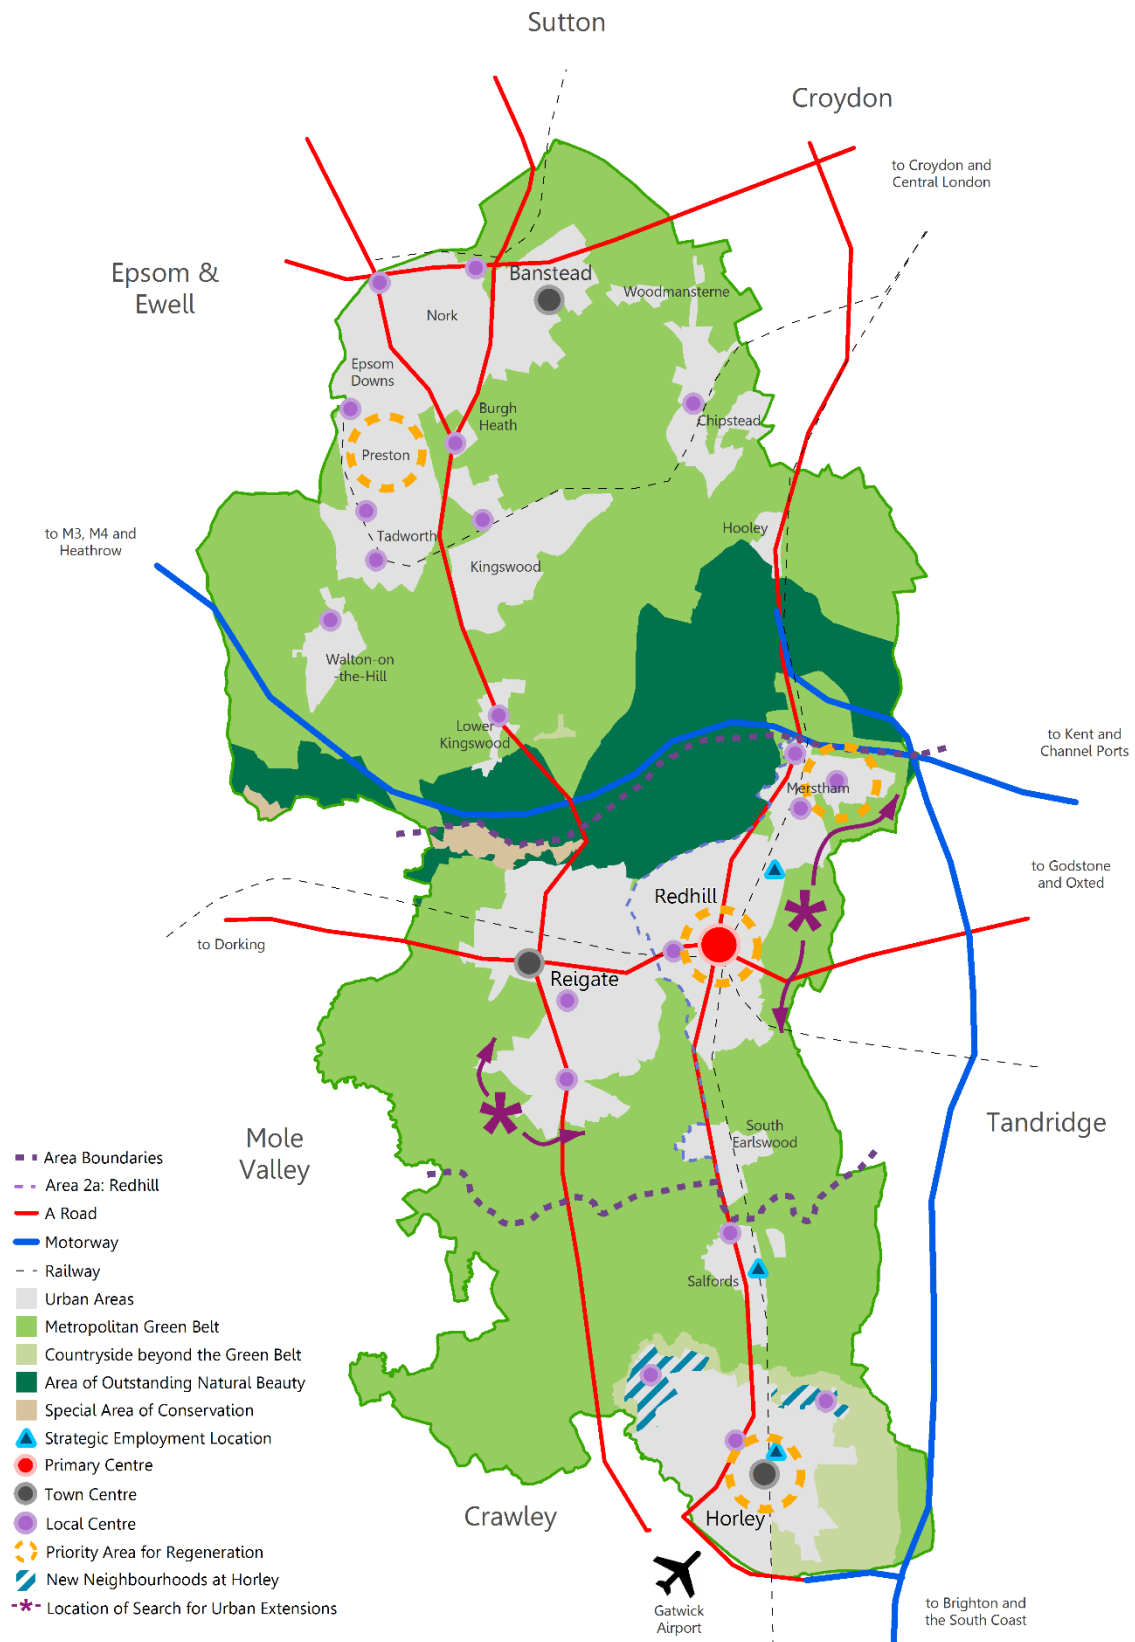 Sutton
Croydon
to Croydon and
Central London
Epsom &
Ewell
Banstead
Woodmansterne
Nork
Epsom
Downs
Burgh
Heath
Chipstead
Preston
to M3, M4 and
Heathrow
Tadworth
Hooley
Kingswood
Walton-on
-the-Hill
Lower
Kingswood
to Kent and
Channel Ports
Merstham
to Godstone
and Oxted
Redhill
to Dorking
Reigate
Mole
Valley
South
Earlswood
Tandridge
Salfords
Crawley
Horley
Gatwick
Airport
to Brighton and
the South Coast
Area Boundaries
Area 2a: Redhill
A Road
Motorway
Railway
Urban Areas
Metropolitan Green Belt
Countryside beyond the Green Belt
Area of Outstanding Natural Beauty
Special Area of Conservation
Strategic Employment Location
Primary Centre
Town Centre
Local Centre
Priority Area for Regeneration
New Neighbourhoods at Horley
Location of Search for Urban Extensions